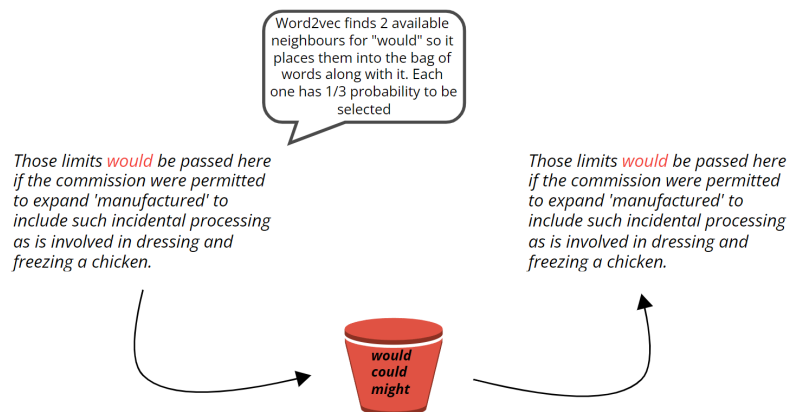 Word2vec finds 2 available
neighbours for "would" so it
places them into the bag of
words along with it. Each
one has 1/3 probability to be
selected
Those limits would be passed here
if the commission were permitted
to expand 'manufactured' to
include such incidental processing
as is involved in dressing and
freezing a chicken.
Those limits would be passed here
if the commission were permitted
to expand 'manufactured' to
include such incidental processing
as is involved in dressing and
freezing a chicken.
would
could
might